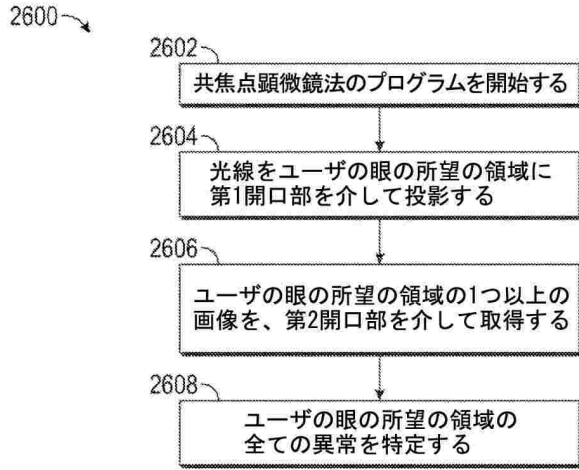 2600
2602
共焦点顕微鏡法のプログラムを開始する
2604
光線をユーザの眼の所望の領域に
第1開口部を介して投影する
2606
ユーザの眼の所望の領域の1つ以上の
画像を、第2開口部を介して取得する
2608
ユーザの眼の所望の領域の
全ての異常を特定する